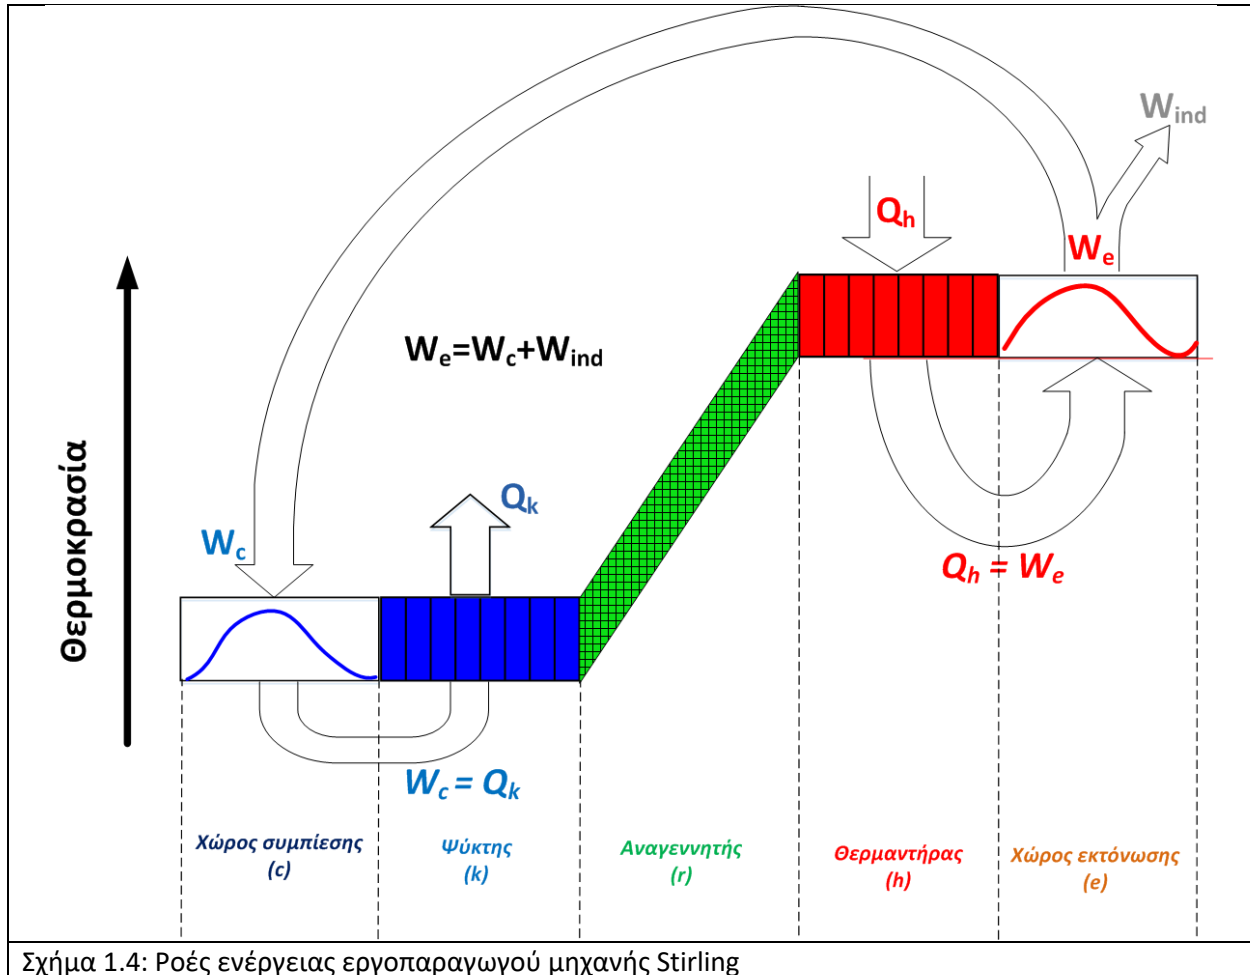 W_ind
Q_h
W_e
W_e=W_c+W_ind
Θερμοκρασία
Q_k
W_c
Q_h = W_e
W_c = Q_k
Χώρος συμπίεσης
(c)
Ψύκτης
(k)
Αναγεννητής
(r)
Θερμαντήρας
(h)
Χώρος εκτόνωσης
(e)
Σχήμα 1.4: Ροές ενέργειας εργοπαραγωγού μηχανής Stirling